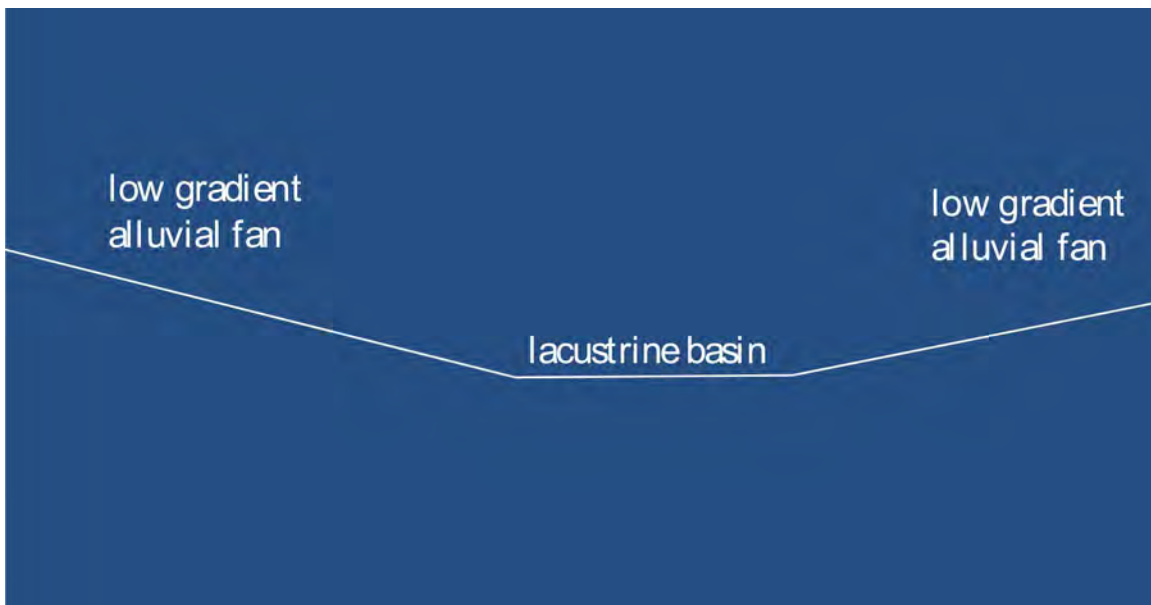 low gradient
alluvial fan
low gradient
alluvial fan
lacustrine basin